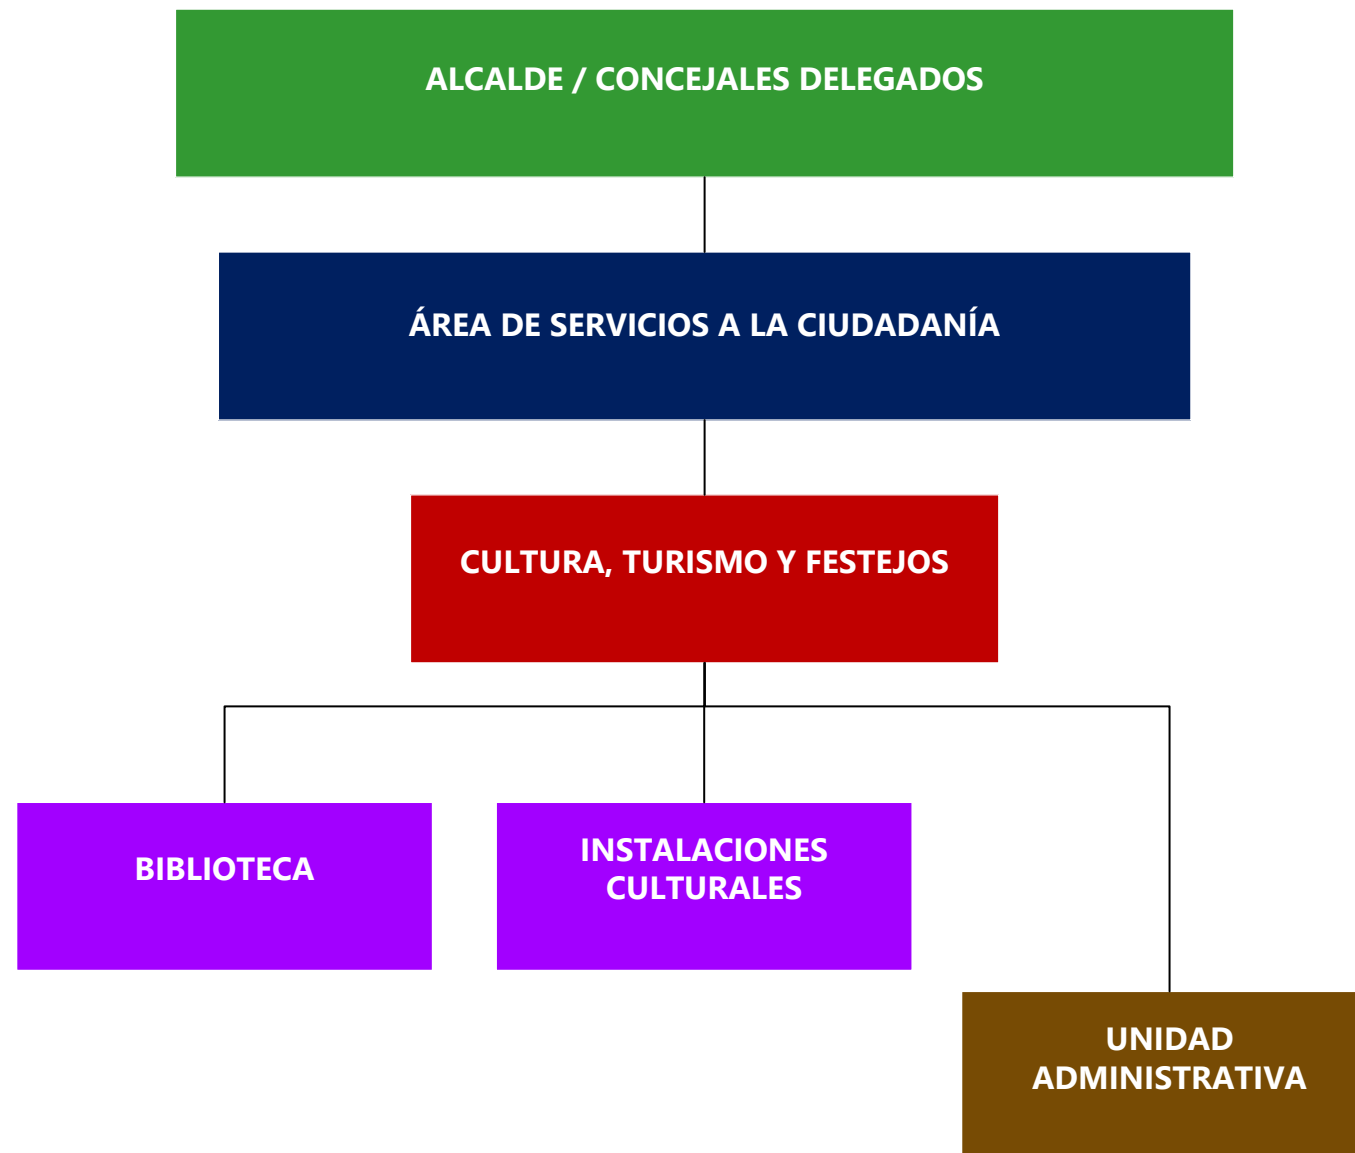 ALCALDE / CONCEJALES DELEGADOS
ÁREA DE SERVICIOS A LA CIUDADANÍA
CULTURA, TURISMO Y FESTEJOS
BIBLIOTECA
INSTALACIONES
CULTURALES
UNIDAD
ADMINISTRATIVA